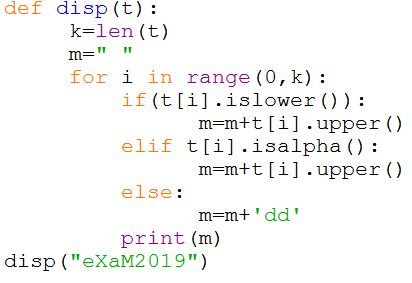 def disp(t):
    k=len(t)
    m=" "
    for i in range(0,k):
        if(t[i].islower()):
            m=m+t[i].upper()
        elif t[i].isalpha():
            m=m+t[i].upper()
        else:
            m=m+'dd'
        print(m)
disp("eXaM2019")